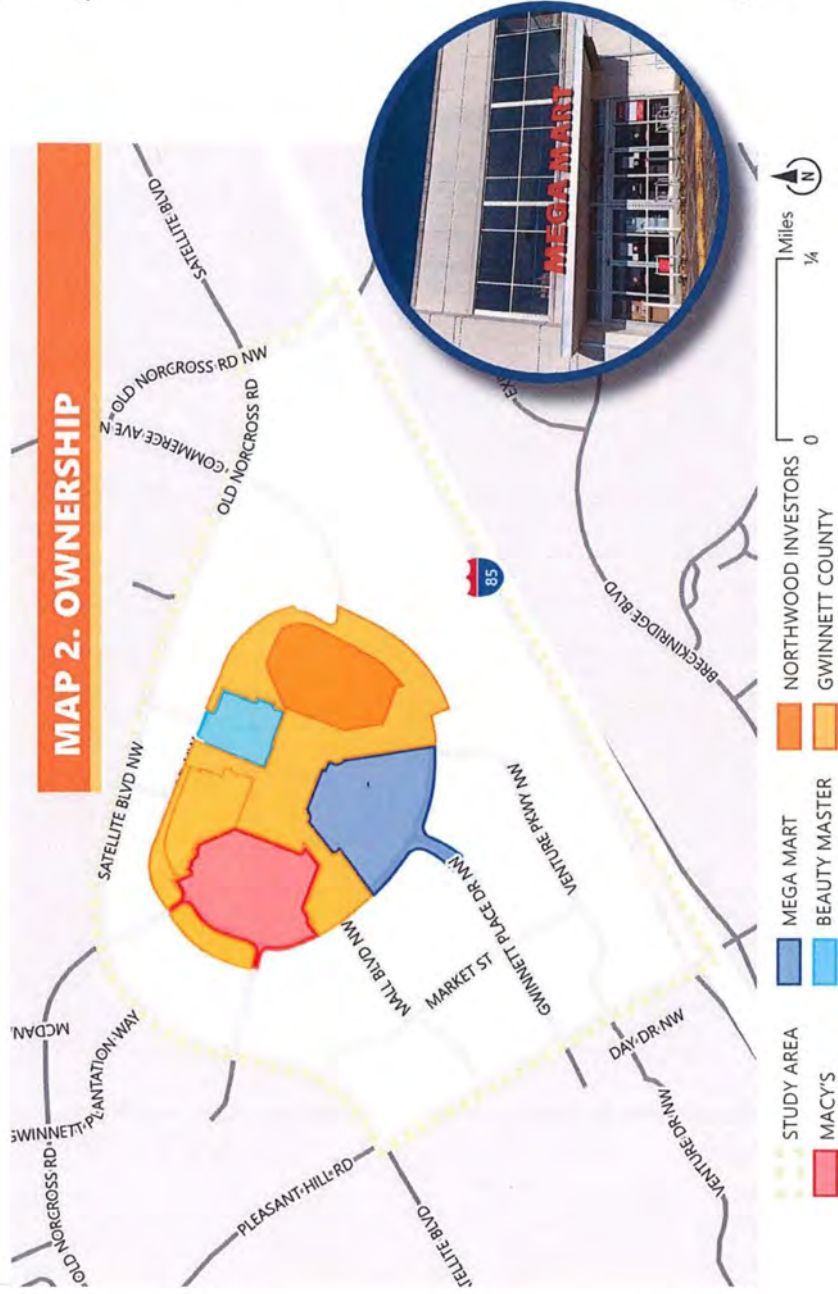 MAP 2. OWNERSHIP
SATELLITE BLVD
OLD NORCROSS RD NW
COMMERCE AVE N
OLD NORCROSS RD
SATELLITE BLVD NW
MCDAN
GWINNETT PLANTATION WAY
OLD NORCROSS RD
PLEASANT HILL RD
TELLITE BLVD
MALL BLVD NW
MARKET ST
GWINNETT PLACE DR NW
VENTURE PKWY NW
DAY DR NW
VENTURE DR NW
BRECKINRIDGE BLVD
EX
85
MEGA MART
STUDY AREA
MACY'S
MEGA MART
BEAUTY MASTER
NORTHWOOD INVESTORS
GWINNETT COUNTY
0
1/4
Miles
N